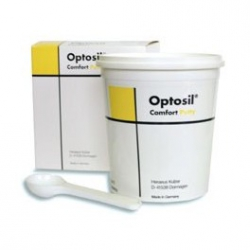 Optosil®
Comfort Putty
Optosil®
Comfort Putty
Heraeus Kulzer
D-41538 Dormagen
Made in Germany